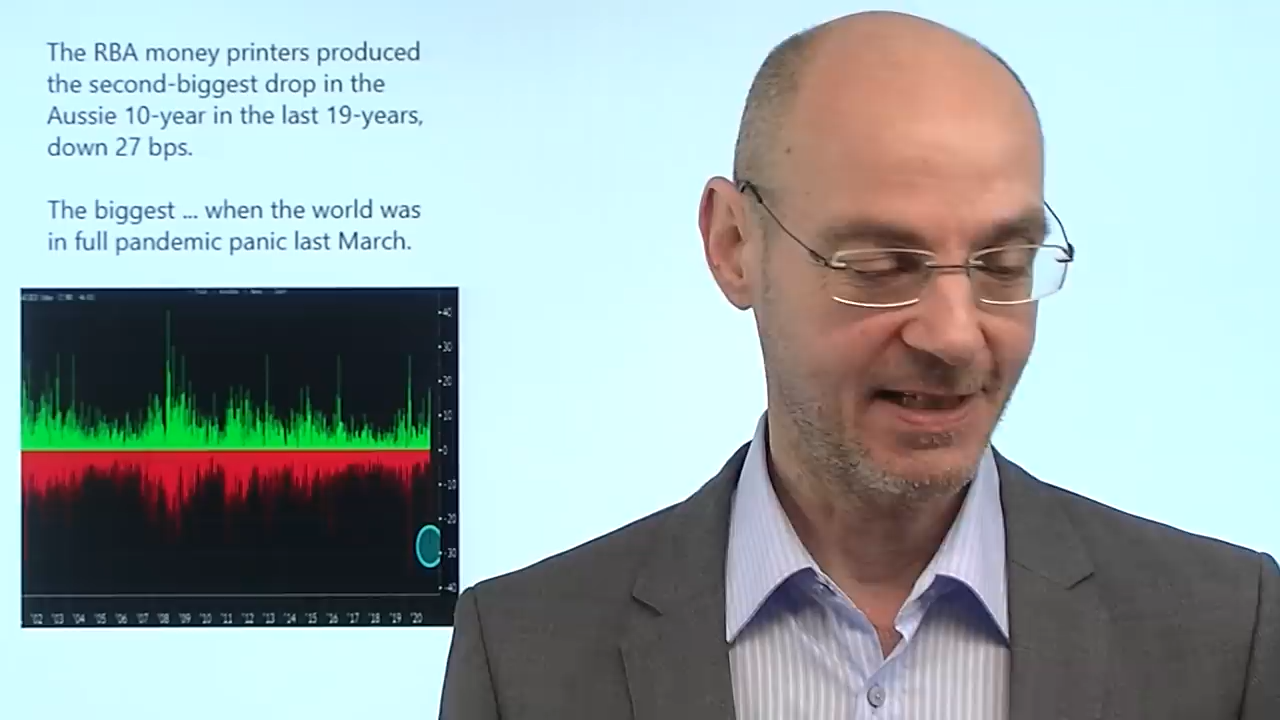 The RBA money printers produced
the second-biggest drop in the
Aussie 10-year in the last 19-years,
down 27 bps.
The biggest ... when the world was
in full pandemic panic last March.
40
30
20
10
0
-10
-20
-30
-40
'02 '03 '04 '05 '06 '07 '08 '09 '10 '11 '12 '13 '14 '15 '16 '17 '18 '19 '20